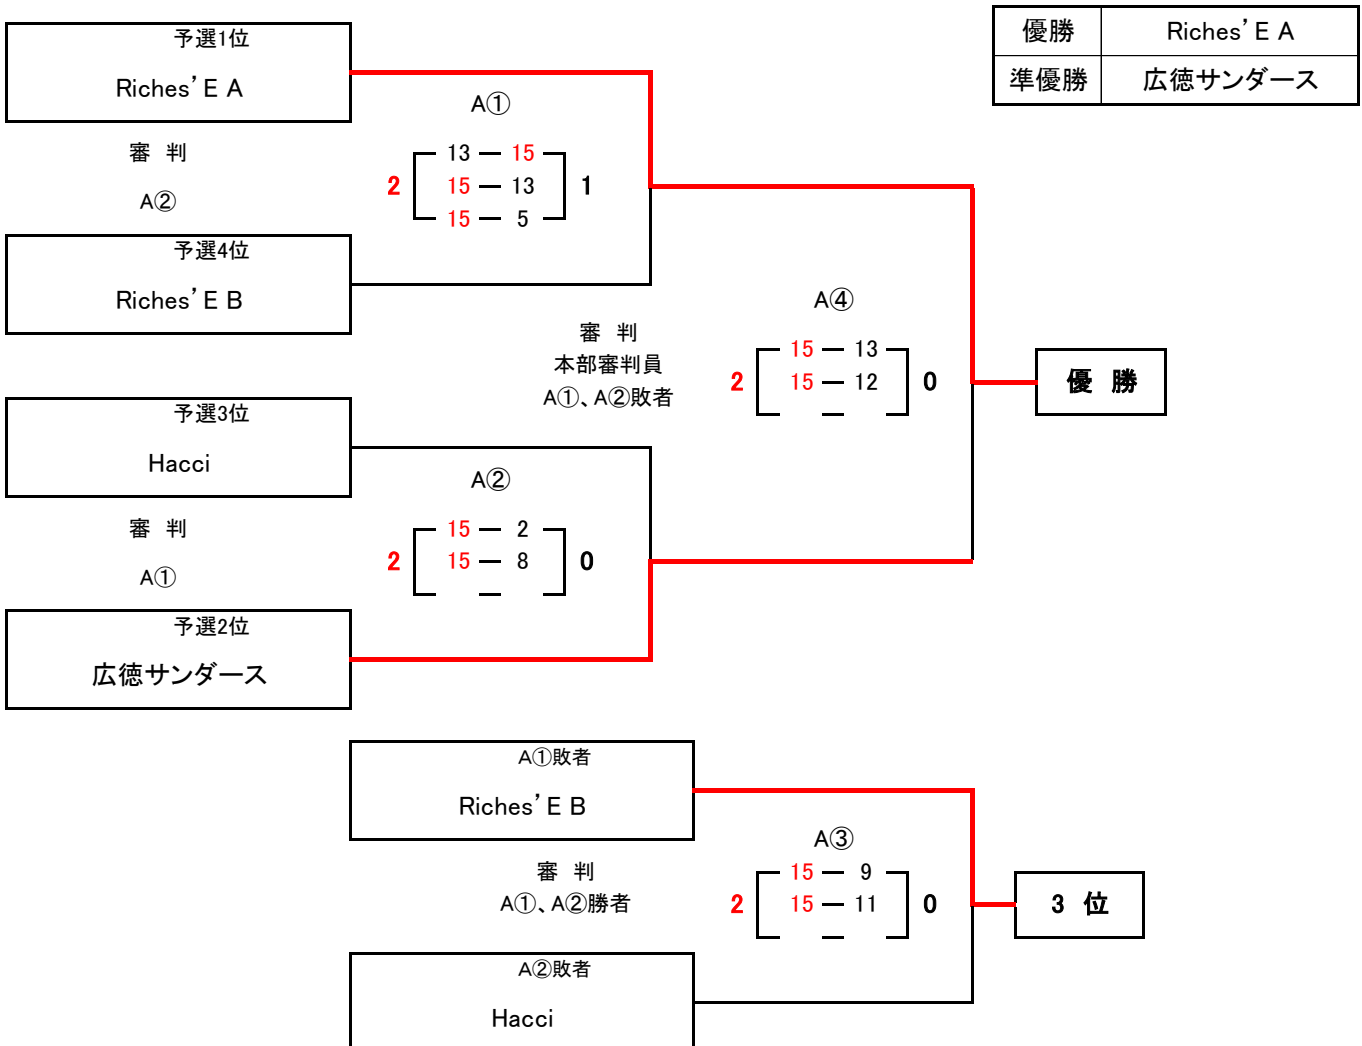 優勝 Riches’E A
準優勝 広徳サンダース
予選1位
Riches’E A
審 判
A②
予選4位
Riches’E B
A①
13 ― 15
2 15 ― 13 1
15 ― 5
予選3位
Hacci
審 判
A①
予選2位
広徳サンダース
A②
15 ― 2
2 15 ― 8 0
―
審 判
本部審判員
A①、A②敗者
A④
15 ― 13
2 15 ― 12 0
―
優 勝
A①敗者
Riches’E B
審 判
A①、A②勝者
A②敗者
Hacci
A③
15 ― 9
2 15 ― 11 0
―
3 位